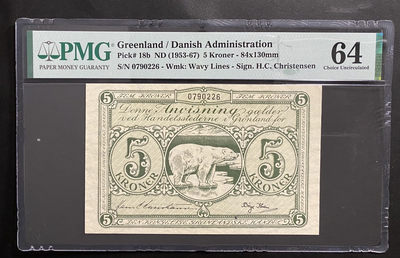 PMG
PAPER MONEY GUARANTY
Greenland / Danish Administration
Pick# 18b ND (1953-67) 5 Kroner - 84x130mm
S/N 0790226 - Wmk: Wavy Lines - Sign. H.C. Christensen
64
Choice Uncirculated
FEM KRONER
0790226
FEM KRONER
Denne Anvisning gælder
ved Handelsstederne i Grønland for
5
KRONER
5
KRONER